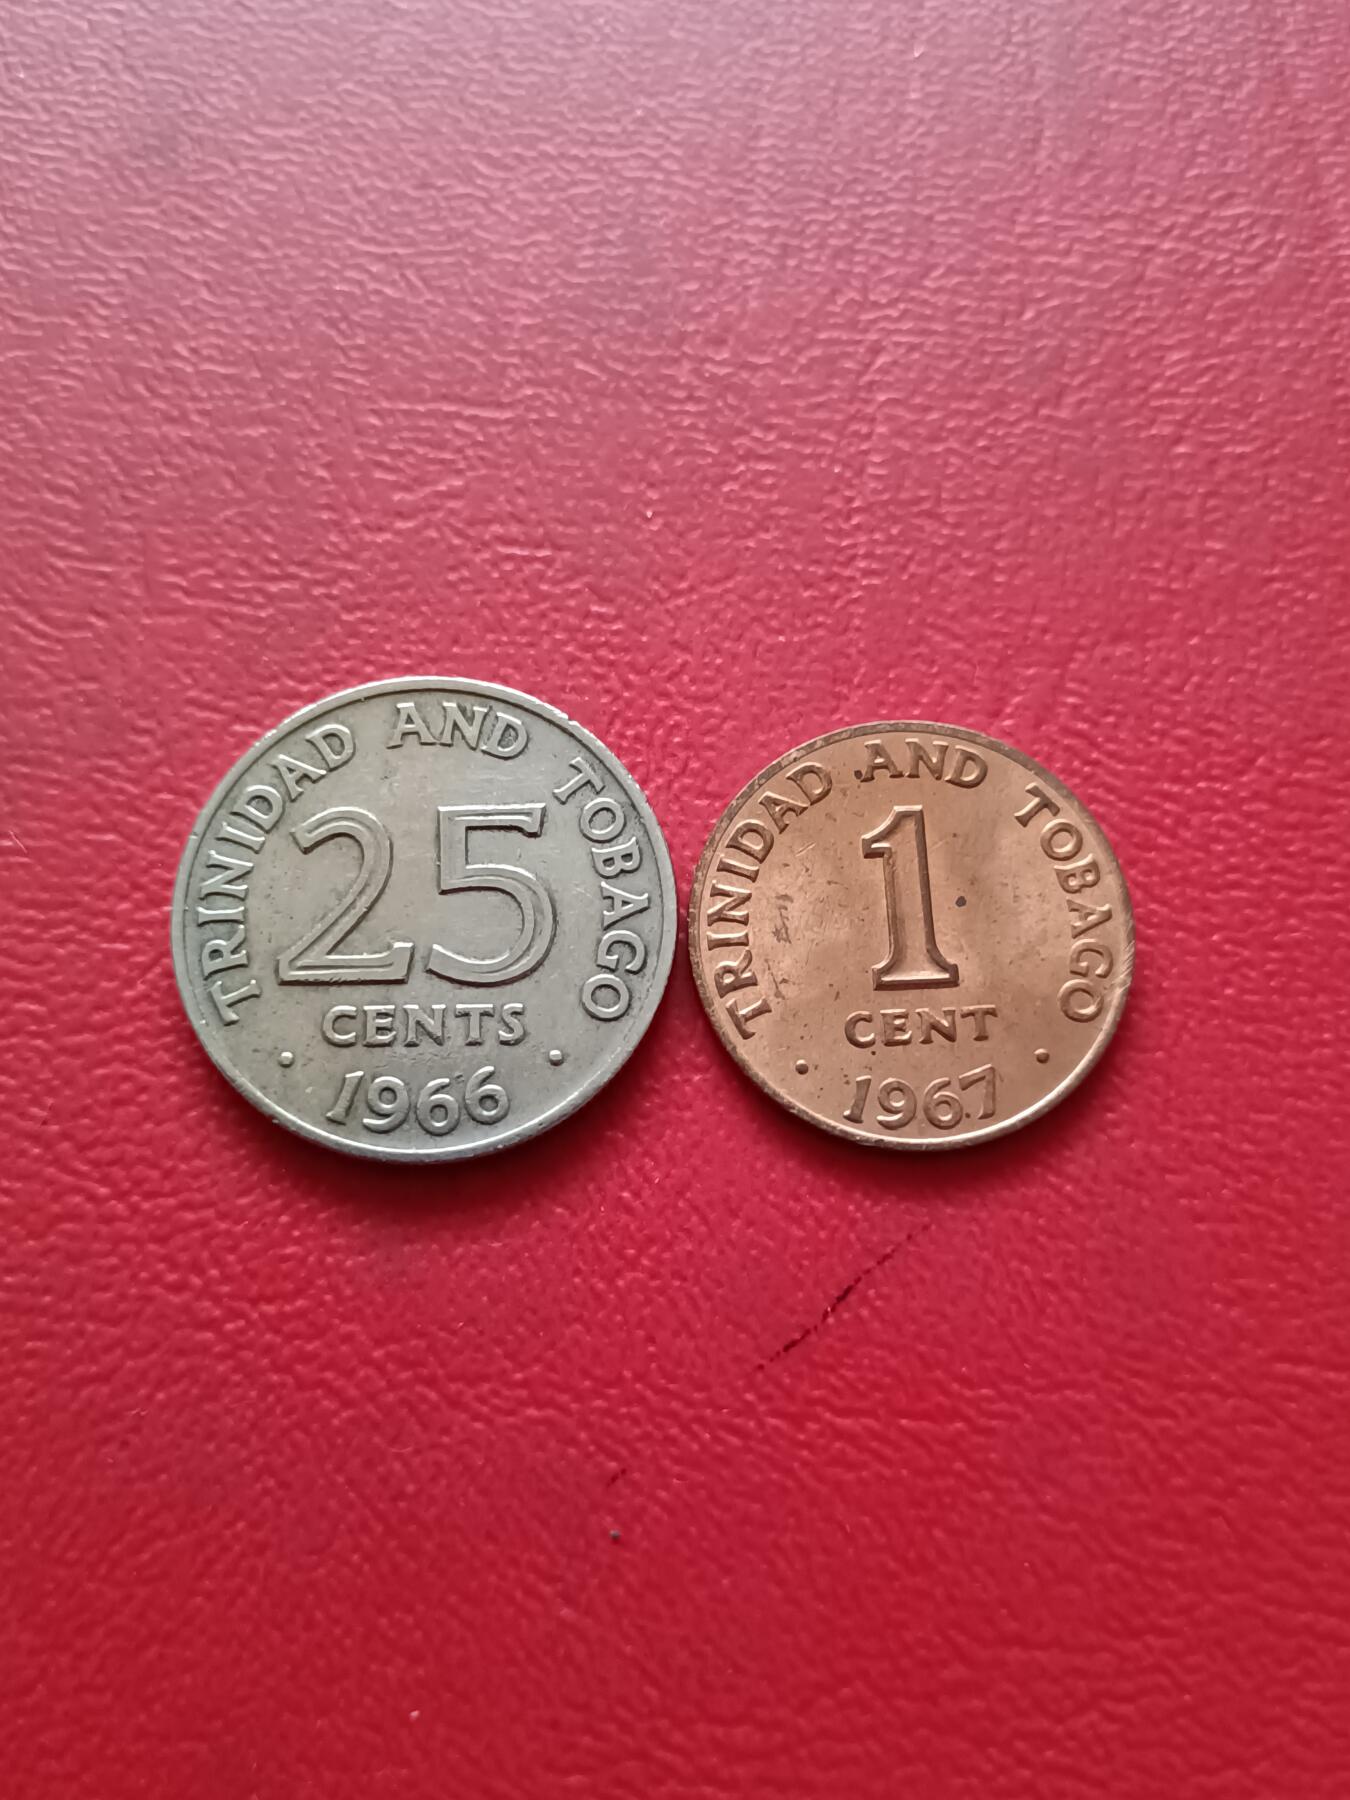 TRINIDAD AND TOBAGO
25
CENTS
1966
TRINIDAD AND TOBAGO
1
CENT
1967